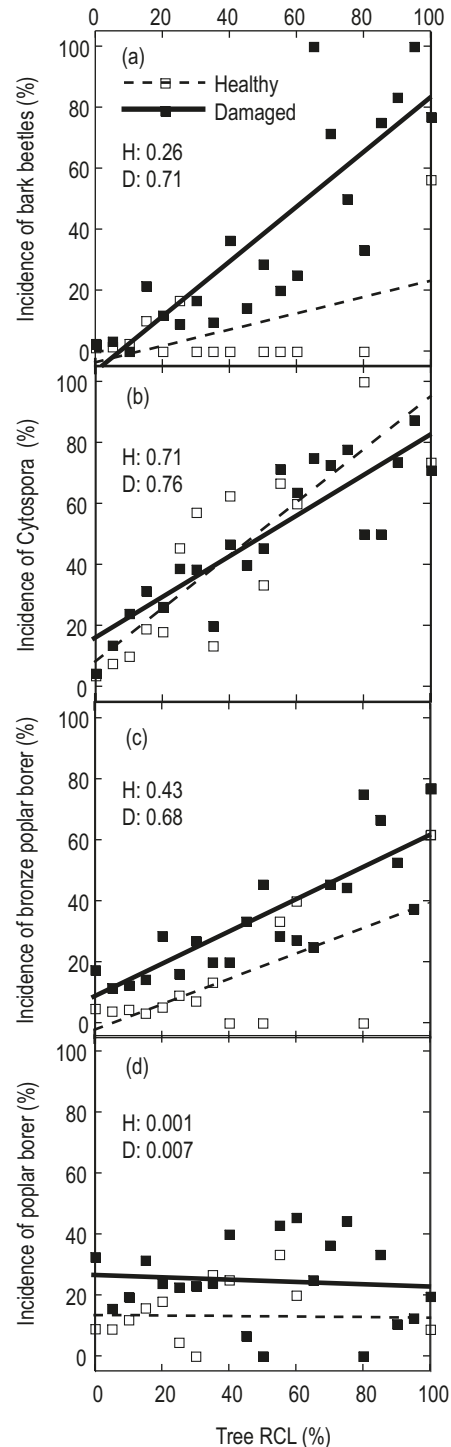 0 20 40 60 80 100
Incidence of bark beetles (%)
100
80
60
40
20
0
(a)
Healthy
Damaged
H: 0.26
D: 0.71
Incidence of Cytospora (%)
100
80
60
40
20
0
(b)
H: 0.71
D: 0.76
Incidence of bronze poplar borer (%)
100
80
60
40
20
0
(c)
H: 0.43
D: 0.68
Incidence of poplar borer (%)
100
80
60
40
20
0
(d)
H: 0.001
D: 0.007
0 20 40 60 80 100
Tree RCL (%)